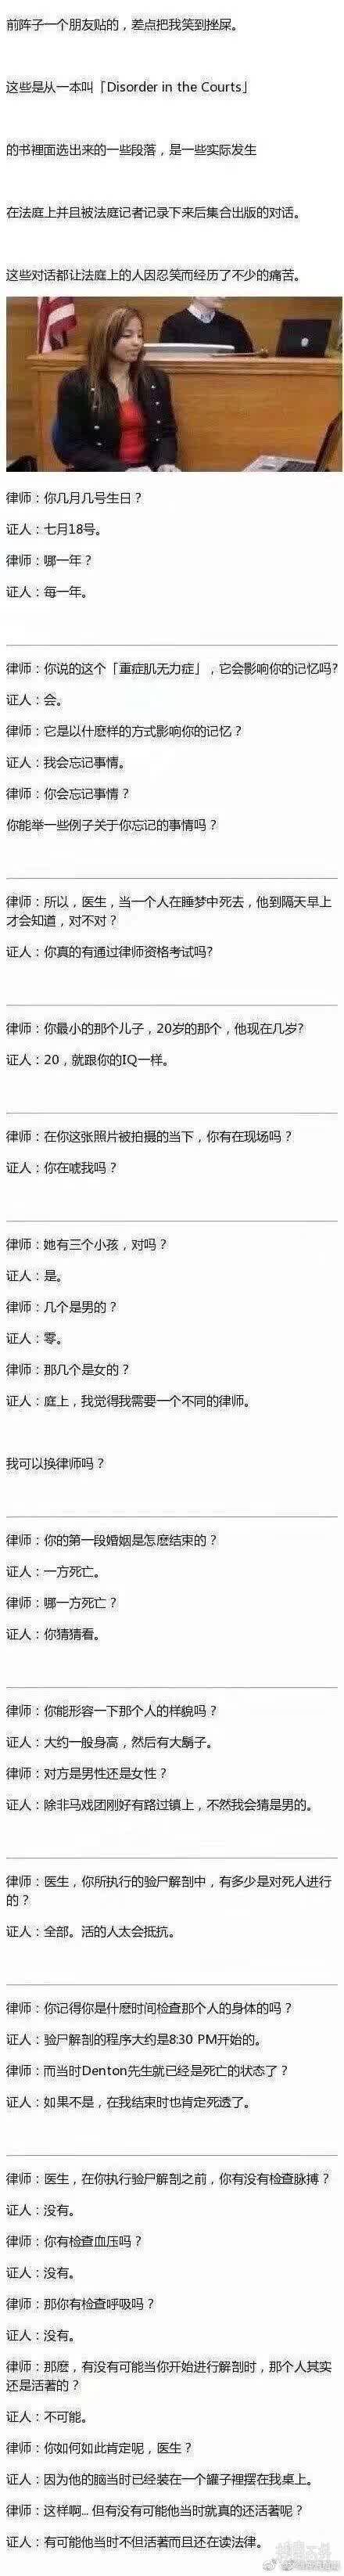 前阵子一个朋友贴的，差点把我笑到挫屎。
这些是从一本叫「Disorder in the Courts」
的书裡面选出来的一些段落，是一些实际发生
在法庭上并且被法庭记者记录下来后集合出版的对话。
这些对话都让法庭上的人因忍笑而经历了不少的痛苦。
律师：你几月几号生日？
证人：七月18号。
律师：哪一年？
证人：每一年。
律师：你说的这个「重症肌无力症」，它会影响你的记忆吗?
证人：会。
律师：它是以什麽样的方式影响你的记忆？
证人：我会忘记事情。
律师：你会忘记事情？
你能举一些例子关于你忘记的事情吗？
律师：所以，医生，当一个人在睡梦中死去，他到隔天早上
才会知道，对不对？
证人：你真的有通过律师资格考试吗?
律师：你最小的那个儿子，20岁的那个，他现在几岁?
证人：20，就跟你的IQ一样。
律师：在你这张照片被拍摄的当下，你有在现场吗？
证人：你在唬我吗？
律师：她有三个小孩，对吗？
证人：是。
律师：几个是男的？
证人：零。
律师：那几个是女的？
证人：庭上，我觉得我需要一个不同的律师。
我可以换律师吗？
律师：你的第一段婚姻是怎麽结束的？
证人：一方死亡。
律师：哪一方死亡？
证人：你猜猜看。
律师：你能形容一下那个人的样貌吗？
证人：大约一般身高，然后有大鬍子。
律师：对方是男性还是女性？
证人：除非马戏团刚好有路过镇上，不然我会猜是男的。
律师：医生，你所执行的验尸解剖中，有多少是对死人进行
的？
证人：全部。活的人太会抵抗。
律师：你记得你是什麽时间检查那个人的身体的吗？
证人：验尸解剖的程序大约是8:30 PM开始的。
律师：而当时Denton先生就已经是死亡的状态了？
证人：如果不是，在我结束时也肯定死透了。
律师：医生，在你执行验尸解剖之前，你有没有检查脉搏？
证人：没有。
律师：你有检查血压吗？
证人：没有。
律师：那你有检查呼吸吗？
证人：没有。
律师：那麽，有没有可能当你开始进行解剖时，那个人其实
还是活著的？
证人：不可能。
律师：你如何如此肯定呢，医生？
证人：因为他的脑当时已经装在一个罐子裡摆在我桌上。
律师：这样啊... 但有没有可能他当时就真的还活著呢？
证人：有可能他当时不但活著而且还在读法律。